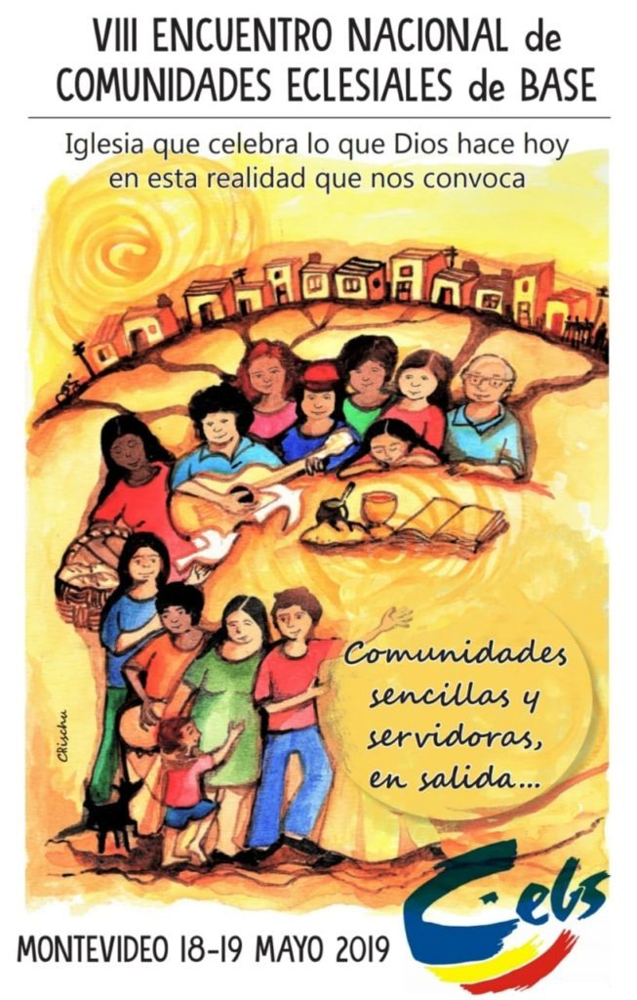 VIII ENCUENTRO NACIONAL de
COMUNIDADES ECLESIALES de BASE
Iglesia que celebra lo que Dios hace hoy
en esta realidad que nos convoca
Comunidades
sencillas y
servidoras,
en salida...
CRischu
Cebs
MONTEVIDEO 18-19 MAYO 2019